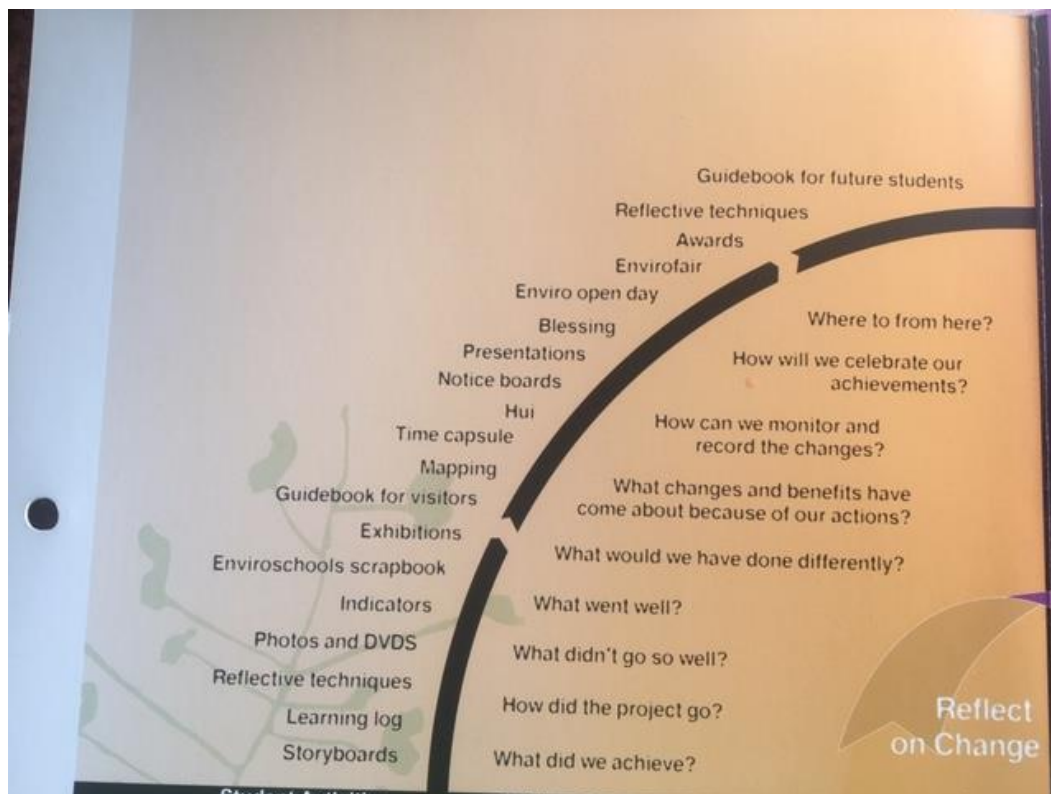 Guidebook for future students
Reflective techniques
Awards
Envirofair
Enviro open day
Blessing
Presentations
Notice boards
Hui
Time capsule
Mapping
Guidebook for visitors
Exhibitions
Enviroschools scrapbook
Indicators
Photos and DVDS
Reflective techniques
Learning log
Storyboards
Where to from here?
How will we celebrate our
achievements?
How can we monitor and
record the changes?
What changes and benefits have
come about because of our actions?
What would we have done differently?
What went well?
What didn't go so well?
How did the project go?
What did we achieve?
Reflect
on Change
Student